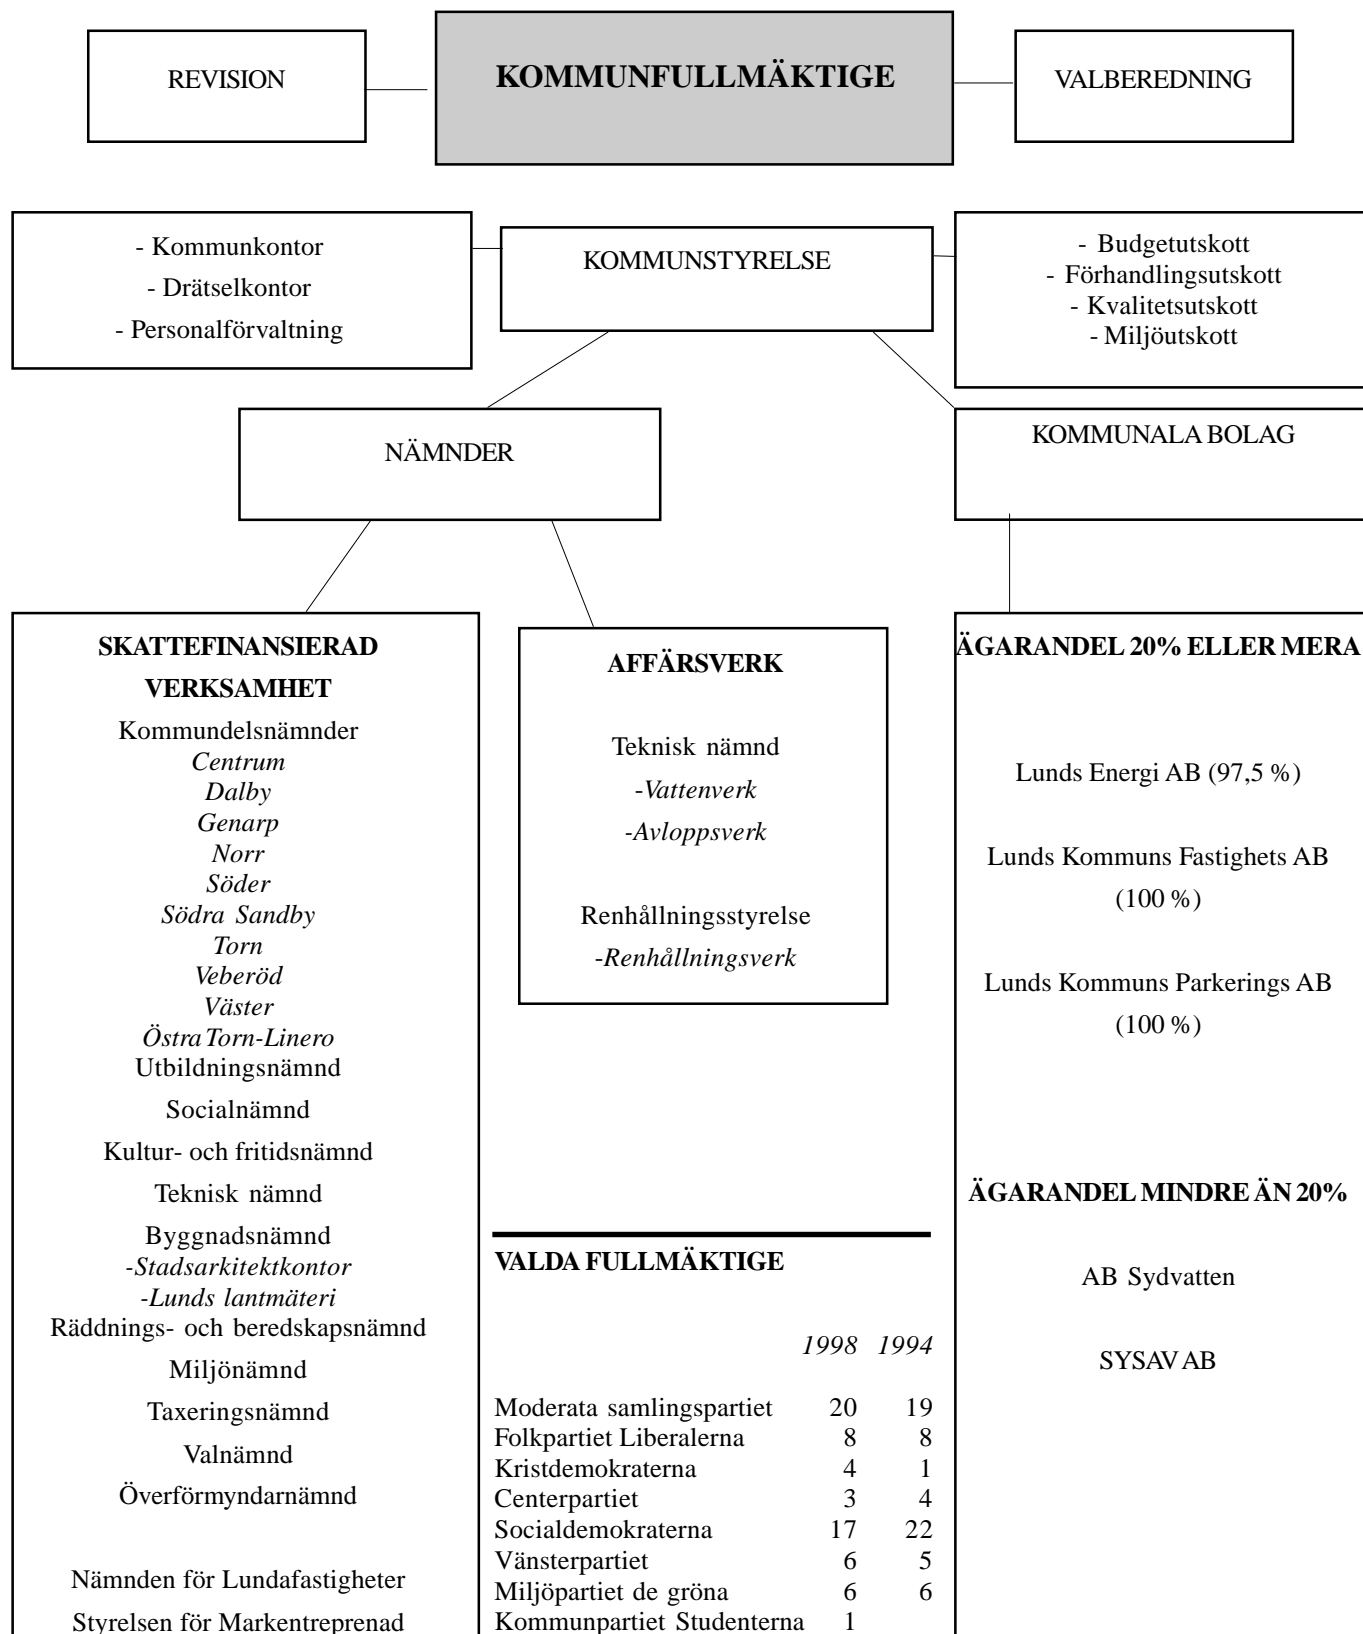 REVISION
KOMMUNFULLMÄKTIGE
VALBEREDNING
- Kommunkontor
- Drätselkontor
- Personalförvaltning
KOMMUNSTYRELSE
- Budgetutskott
- Förhandlingsutskott
- Kvalitetsutskott
- Miljöutskott
NÄMNDER
KOMMUNALA BOLAG
SKATTEFINANSIERAD
VERKSAMHET
Kommundelsnämnder
Centrum
Dalby
Genarp
Norr
Söder
Södra Sandby
Torn
Veberöd
Väster
Östra Torn-Linero
Utbildningsnämnd
Socialnämnd
Kultur- och fritidsnämnd
Teknisk nämnd
Byggnadsnämnd
-Stadsarkitektkontor
-Lunds lantmäteri
Räddnings- och beredskapsnämnd
Miljönämnd
Taxeringsnämnd
Valnämnd
Överförmyndarnämnd
Nämnden för Lundafastigheter
Styrelsen för Markentreprenad
AFFÄRSVERK
Teknisk nämnd
-Vattenverk
-Avloppsverk
Renhållningsstyrelse
-Renhållningsverk
VALDA FULLMÄKTIGE
1998 1994
Moderata samlingspartiet 20 19
Folkpartiet Liberalerna 8 8
Kristdemokraterna 4 1
Centerpartiet 3 4
Socialdemokraterna 17 22
Vänsterpartiet 6 5
Miljöpartiet de gröna 6 6
Kommunpartiet Studenterna 1
ÄGARANDEL 20% ELLER MERA
Lunds Energi AB (97,5 %)
Lunds Kommuns Fastighets AB
(100 %)
Lunds Kommuns Parkerings AB
(100 %)
ÄGARANDEL MINDRE ÄN 20%
AB Sydvatten
SYSAV AB